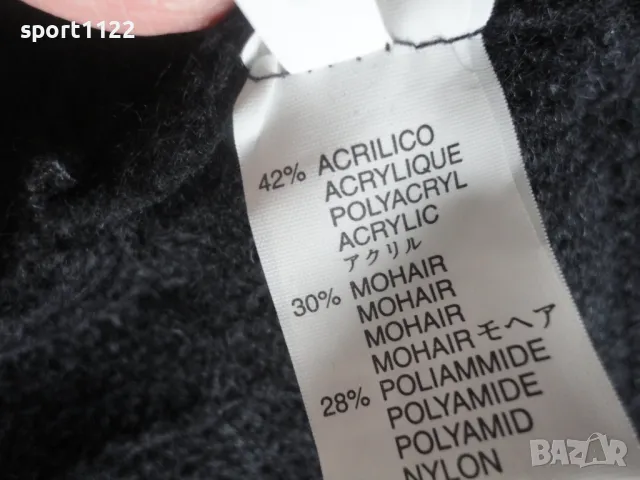 sport1122
42% ACRILICO
ACRYLIQUE
POLYACRYL
ACRYLIC
アクリル
30% MOHAIR
MOHAIR
MOHAIR
MOHAIR モヘア
28% POLIAMMIDE
POLYAMIDE
POLYAMID
NYLON
BAZAR